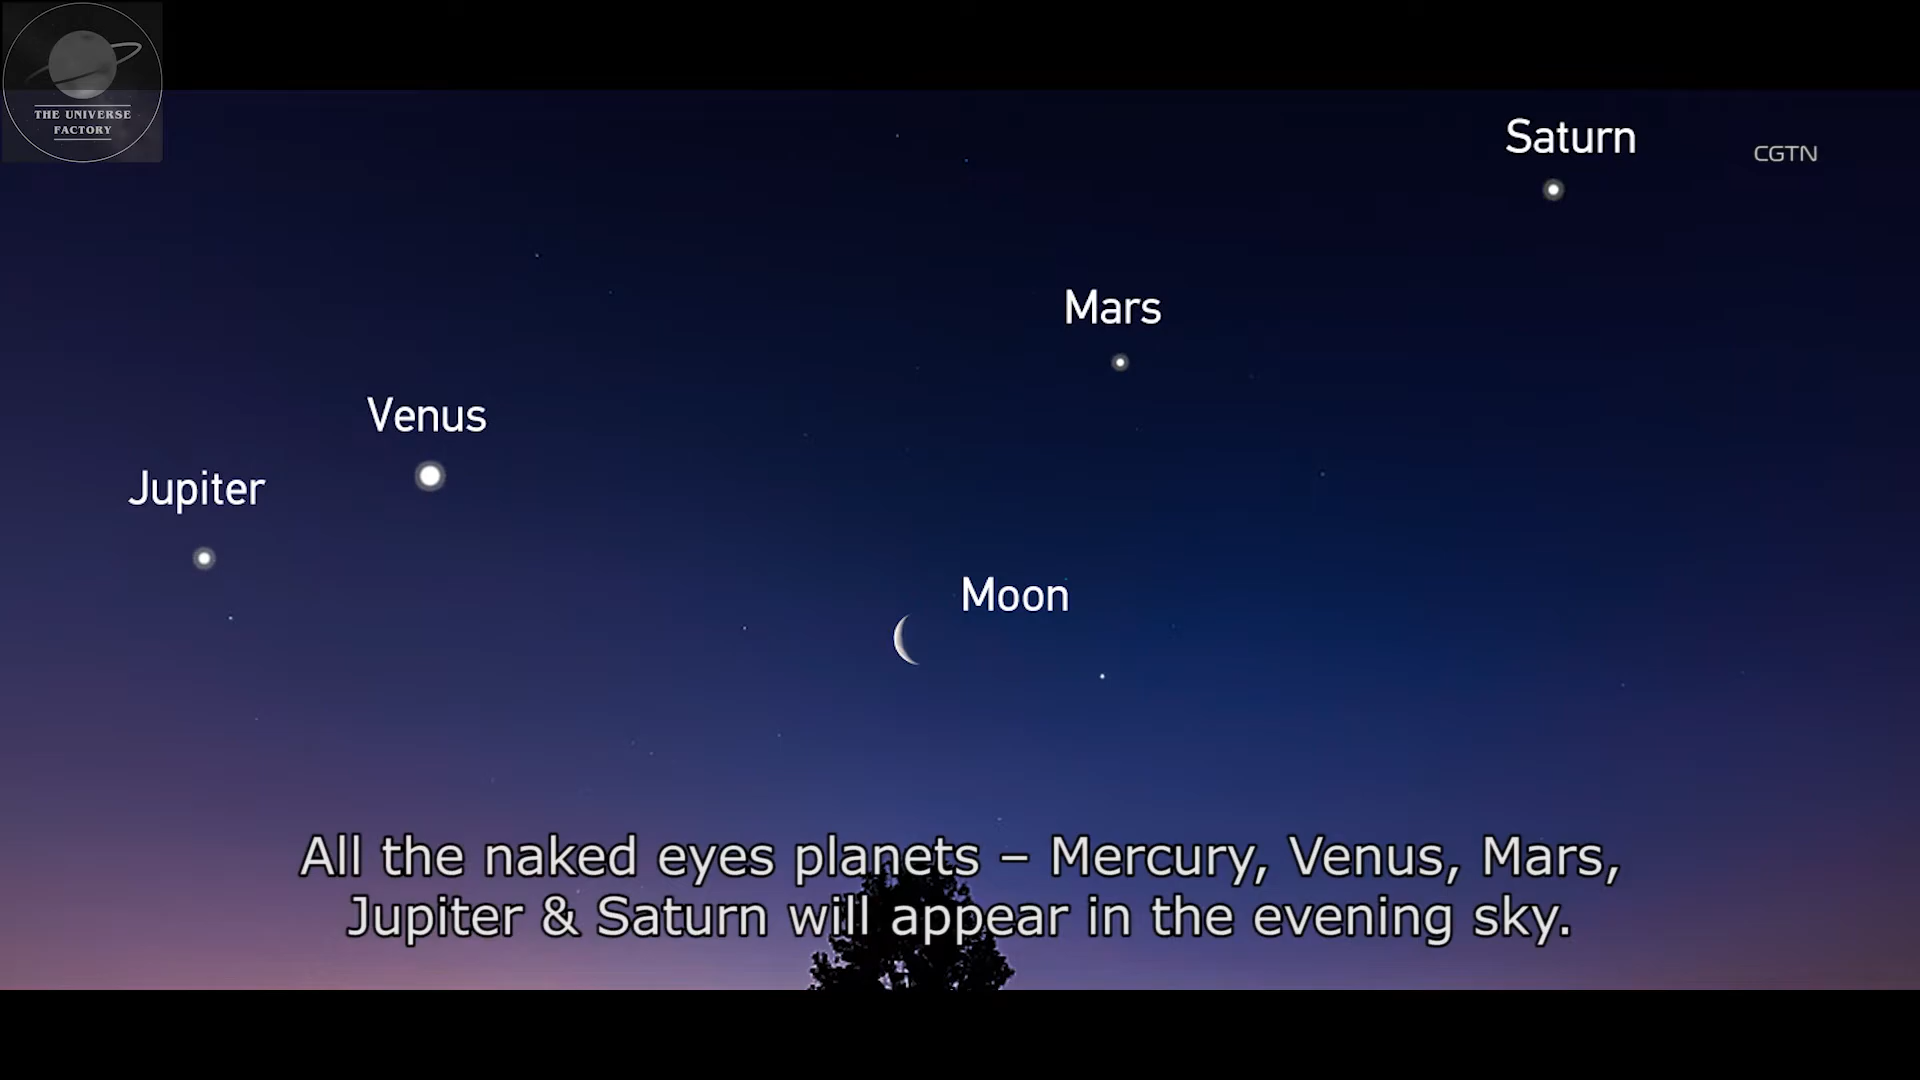 THE UNIVERSE
FACTORY
Saturn
CGTN
Mars
Venus
Jupiter
Moon
All the naked eyes planets – Mercury, Venus, Mars,
Jupiter & Saturn will appear in the evening sky.